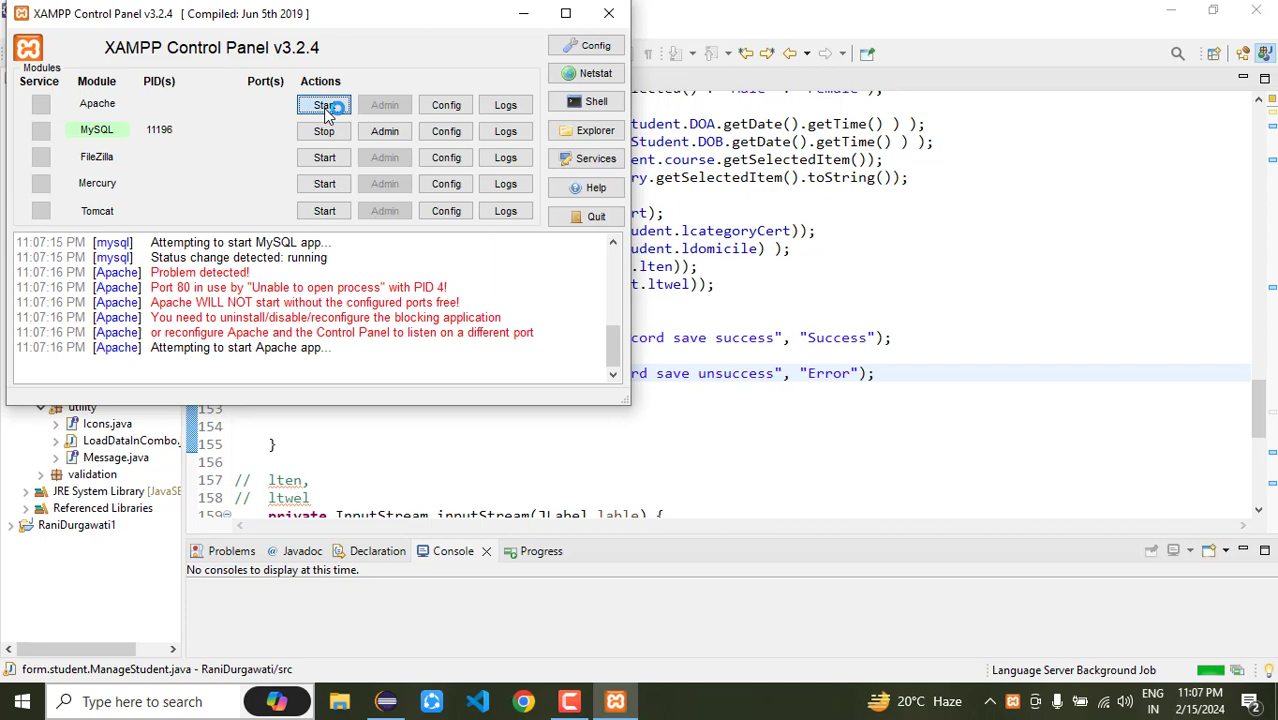 XAMPP Control Panel v3.2.4 [ Compiled: Jun 5th 2019 ]
XAMPP Control Panel v3.2.4
Config
Modules
Service Module PID(s) Port(s) Actions
Netstat
Apache Start Admin Config Logs
Shell
MySQL 11196 Stop Admin Config Logs
Explorer
FileZilla Start Admin Config Logs
Services
Mercury Start Admin Config Logs
Help
Tomcat Start Admin Config Logs
Quit
11:07:15 PM [mysql] Attempting to start MySQL app...
11:07:15 PM [mysql] Status change detected: running
11:07:16 PM [Apache] Problem detected!
11:07:16 PM [Apache] Port 80 in use by "Unable to open process" with PID 4!
11:07:16 PM [Apache] Apache WILL NOT start without the configured ports free!
11:07:16 PM [Apache] You need to uninstall/disable/reconfigure the blocking application
11:07:16 PM [Apache] or reconfigure Apache and the Control Panel to listen on a different port
11:07:16 PM [Apache] Attempting to start Apache app...
tudent.DOA.getDate().getTime() ) );
Student.DOB.getDate().getTime() ) );
ent.course.getSelectedItem());
ry.getSelectedItem().toString());
rt);
udent.lcategoryCert));
udent.ldomicile) );
.lten));
t.ltwel));
cord save success", "Success");
rd save unsuccess", "Error");
153
154
155 }
156
157 // lten,
158 // ltwel
159 private InputStream inputStream(JLabel lable) {
utility
Icons.java
LoadDataInCombo.
Message.java
validation
JRE System Library [JavaSE
Referenced Libraries
RaniDurgawati1
Problems Javadoc Declaration Console Progress
No consoles to display at this time.
form.student.ManageStudent.java - RaniDurgawati/src
Language Server Background Job
Type here to search
20°C Haze
ENG
IN
11:07 PM
2/15/2024
2